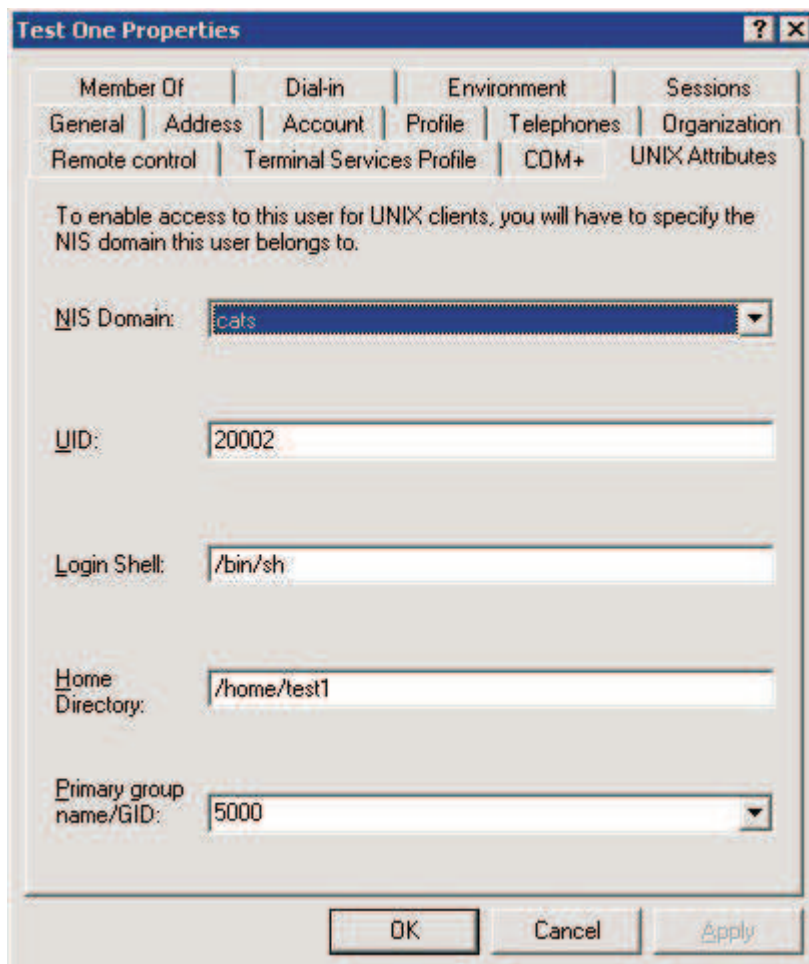 Test One Properties
Member Of Dial-in Environment Sessions
General Address Account Profile Telephones Organization
Remote control Terminal Services Profile COM+ UNIX Attributes
To enable access to this user for UNIX clients, you will have to specify the
NIS domain this user belongs to.
NIS Domain: cats
UID: 20002
Login Shell: /bin/sh
Home
Directory: /home/test1
Primary group
name/GID: 5000
OK Cancel Apply